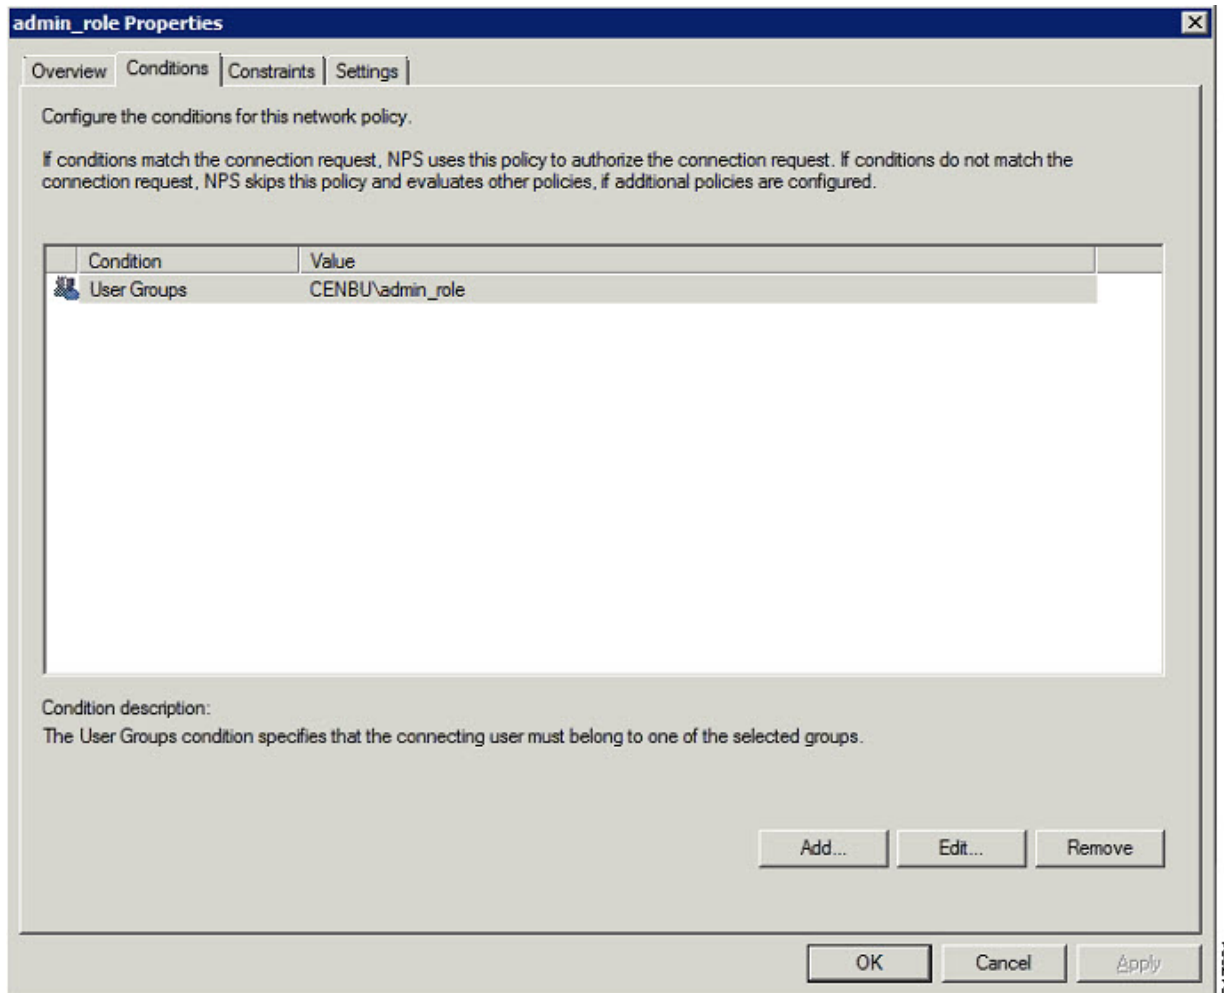 admin_role Properties
Overview Conditions Constraints Settings
Configure the conditions for this network policy.
If conditions match the connection request, NPS uses this policy to authorize the connection request. If conditions do not match the
connection request, NPS skips this policy and evaluates other policies, if additional policies are configured.
Condition Value
User Groups CENBU\admin_role
Condition description:
The User Groups condition specifies that the connecting user must belong to one of the selected groups.
Add... Edit... Remove
OK Cancel Apply